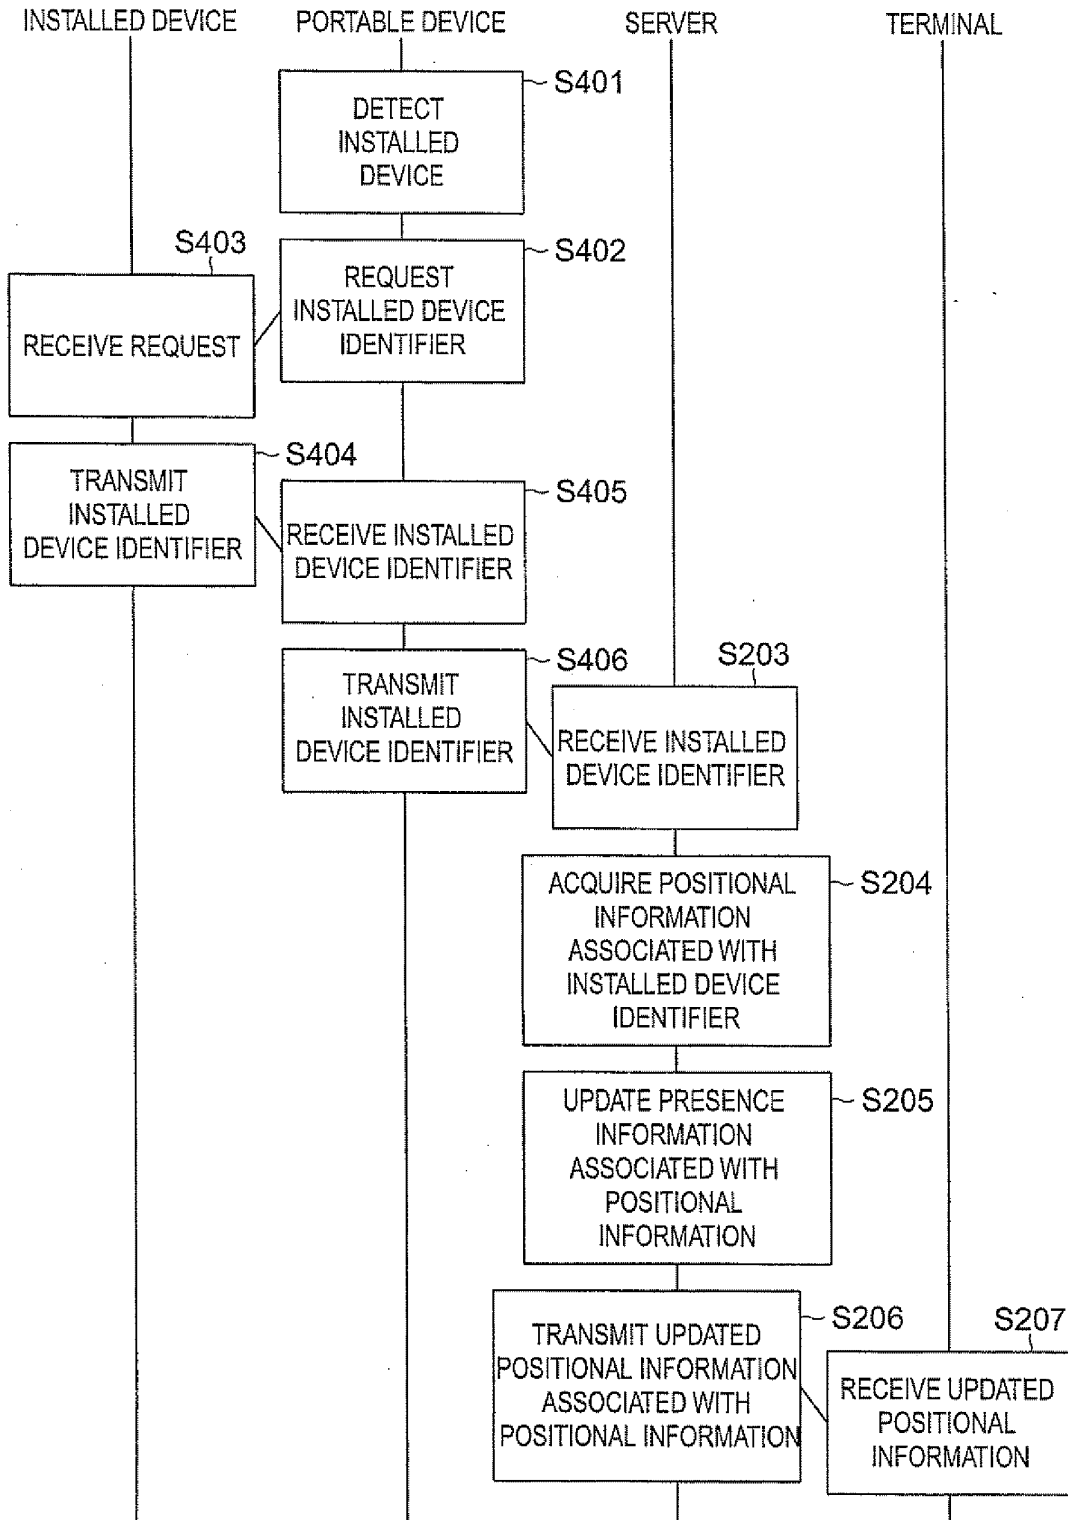 INSTALLED DEVICE
PORTABLE DEVICE
SERVER
TERMINAL
S401
DETECT
INSTALLED
DEVICE
S402
REQUEST
INSTALLED DEVICE
IDENTIFIER
S403
RECEIVE REQUEST
S404
TRANSMIT
INSTALLED
DEVICE IDENTIFIER
S405
RECEIVE INSTALLED
DEVICE IDENTIFIER
S406
TRANSMIT
INSTALLED
DEVICE IDENTIFIER
S203
RECEIVE INSTALLED
DEVICE IDENTIFIER
S204
ACQUIRE POSITIONAL
INFORMATION
ASSOCIATED WITH
INSTALLED DEVICE
IDENTIFIER
S205
UPDATE PRESENCE
INFORMATION
ASSOCIATED WITH
POSITIONAL
INFORMATION
S206
TRANSMIT UPDATED
POSITIONAL INFORMATION
ASSOCIATED WITH
POSITIONAL INFORMATION
S207
RECEIVE UPDATED
POSITIONAL
INFORMATION